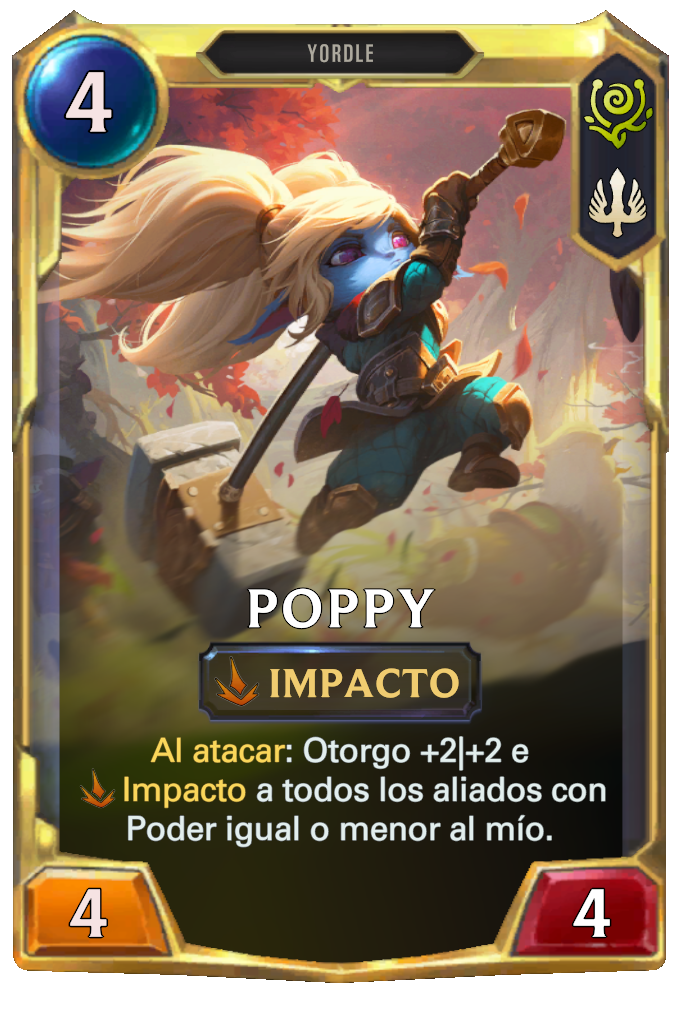 YORDLE
4
POPPY
IMPACTO
Al atacar: Otorgo +2|+2 e
Impacto a todos los aliados con
Poder igual o menor al mío.
4
4